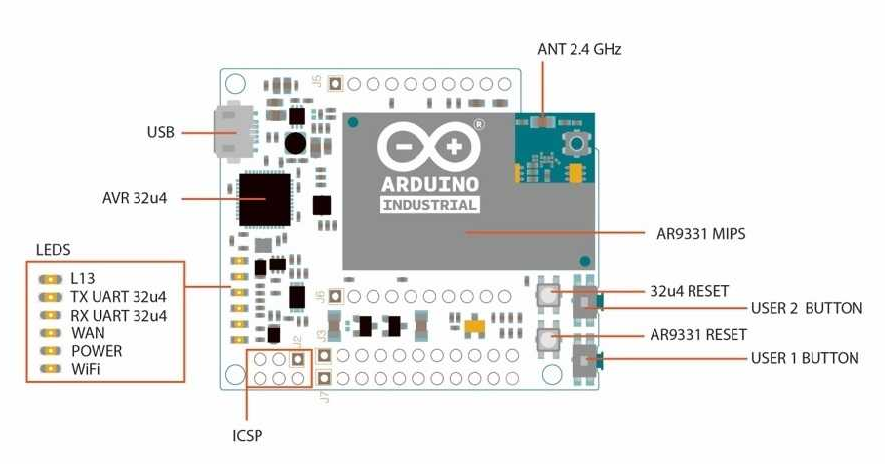 ANT 2.4 GHz
J5
USB
®
ARDUINO
INDUSTRIAL
AVR 32u4
AR9331 MIPS
LEDS
L13
TX UART 32u4
RX UART 32u4
WAN
POWER
WiFi
J6
32u4 RESET
USER 2 BUTTON
J3
J2
AR9331 RESET
USER 1 BUTTON
J7
ICSP